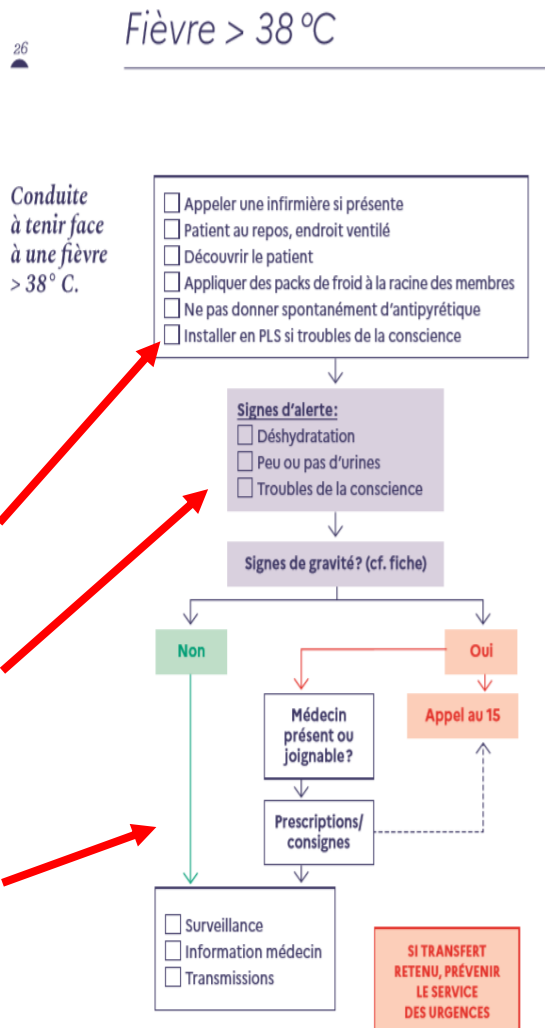 26
Fièvre > 38 °C
Conduite
à tenir face
à une fièvre
> 38° C.
Appeler une infirmière si présente
Patient au repos, endroit ventilé
Découvrir le patient
Appliquer des packs de froid à la racine des membres
Ne pas donner spontanément d'antipyrétique
Installer en PLS si troubles de la conscience
Signes d'alerte:
Déshydratation
Peu ou pas d'urines
Troubles de la conscience
Signes de gravité? (cf. fiche)
Non
Oui
Médecin
présent ou
joignable?
Appel au 15
Prescriptions/
consignes
Surveillance
Information médecin
Transmissions
SI TRANSFERT
RETENU, PRÉVENIR
LE SERVICE
DES URGENCES